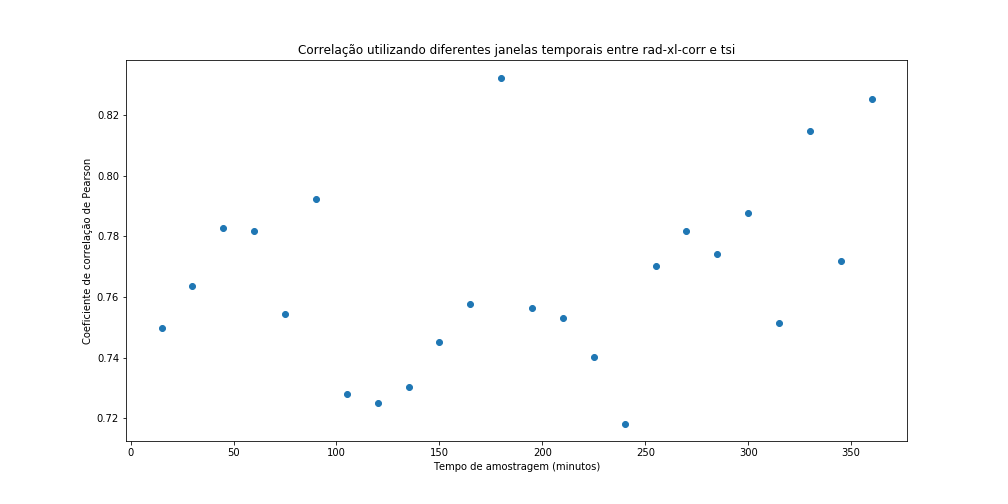 Correlação utilizando diferentes janelas temporais entre rad-xl-corr e tsi
Coeficiente de correlação de Pearson
0.82
0.80
0.78
0.76
0.74
0.72
0 50 100 150 200 250 300 350
Tempo de amostragem (minutos)